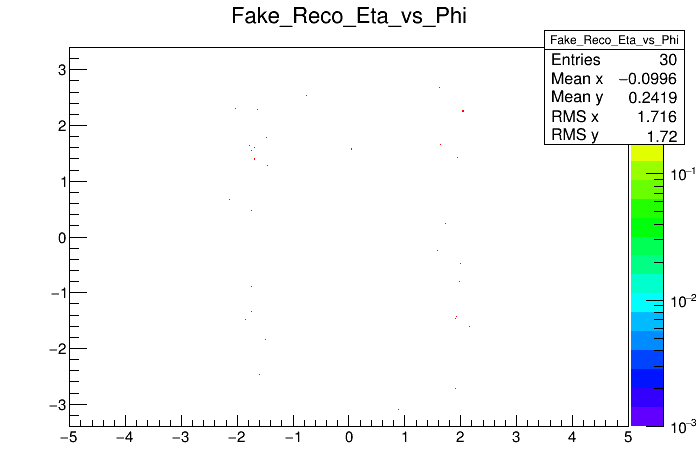 Fake_Reco_Eta_vs_Phi
Fake_Reco_Eta_vs_Phi
Entries 30
Mean x −0.0996
Mean y 0.2419
RMS x 1.716
RMS y 1.72
3
2
1
0
−1
−2
−3
−5 −4 −3 −2 −1 0 1 2 3 4 5
10−1
10−2
10−3